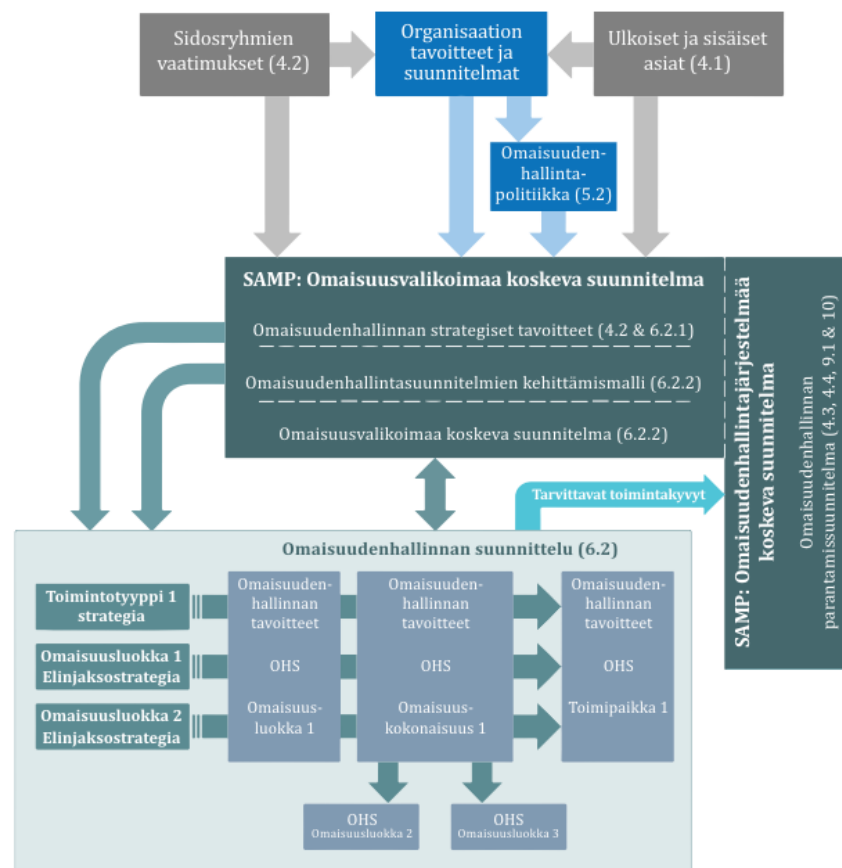 Sidosryhmien
vaatimukset (4.2)
Organisaation
tavoitteet ja
suunnitelmat
Ulkoiset ja sisäiset
asiat (4.1)
Omaisuuden-
hallinta-
politiikka (5.2)
SAMP: Omaisuusvalikoimaa koskeva suunnitelma
Omaisuudenhallinnan strategiset tavoitteet (4.2 & 6.2.1)
Omaisuudenhallintasuunnitelmien kehittämismalli (6.2.2)
Omaisuusvalikoimaa koskeva suunnitelma (6.2.2)
SAMP: Omaisuudenhallintajärjestelmää
koskeva suunnitelma
Omaisuudenhallinnan
parantamissuunnitelma (4.3, 4.4, 9.1 & 10)
Tarvittavat toimintakyvyt
Omaisuudenhallinnan suunnittelu (6.2)
Toimintotyyppi 1
strategia
Omaisuusluokka 1
Elinjaksostrategia
Omaisuusluokka 2
Elinjaksostrategia
Omaisuuden-
hallinnan
tavoitteet
OHS
Omaisuus-
luokka 1
Omaisuuden-
hallinnan
tavoitteet
OHS
Omaisuus-
kokonaisuus 1
Omaisuuden-
hallinnan
tavoitteet
OHS
Toimipaikka 1
OHS
Omaisuusluokka 2
OHS
Omaisuusluokka 3